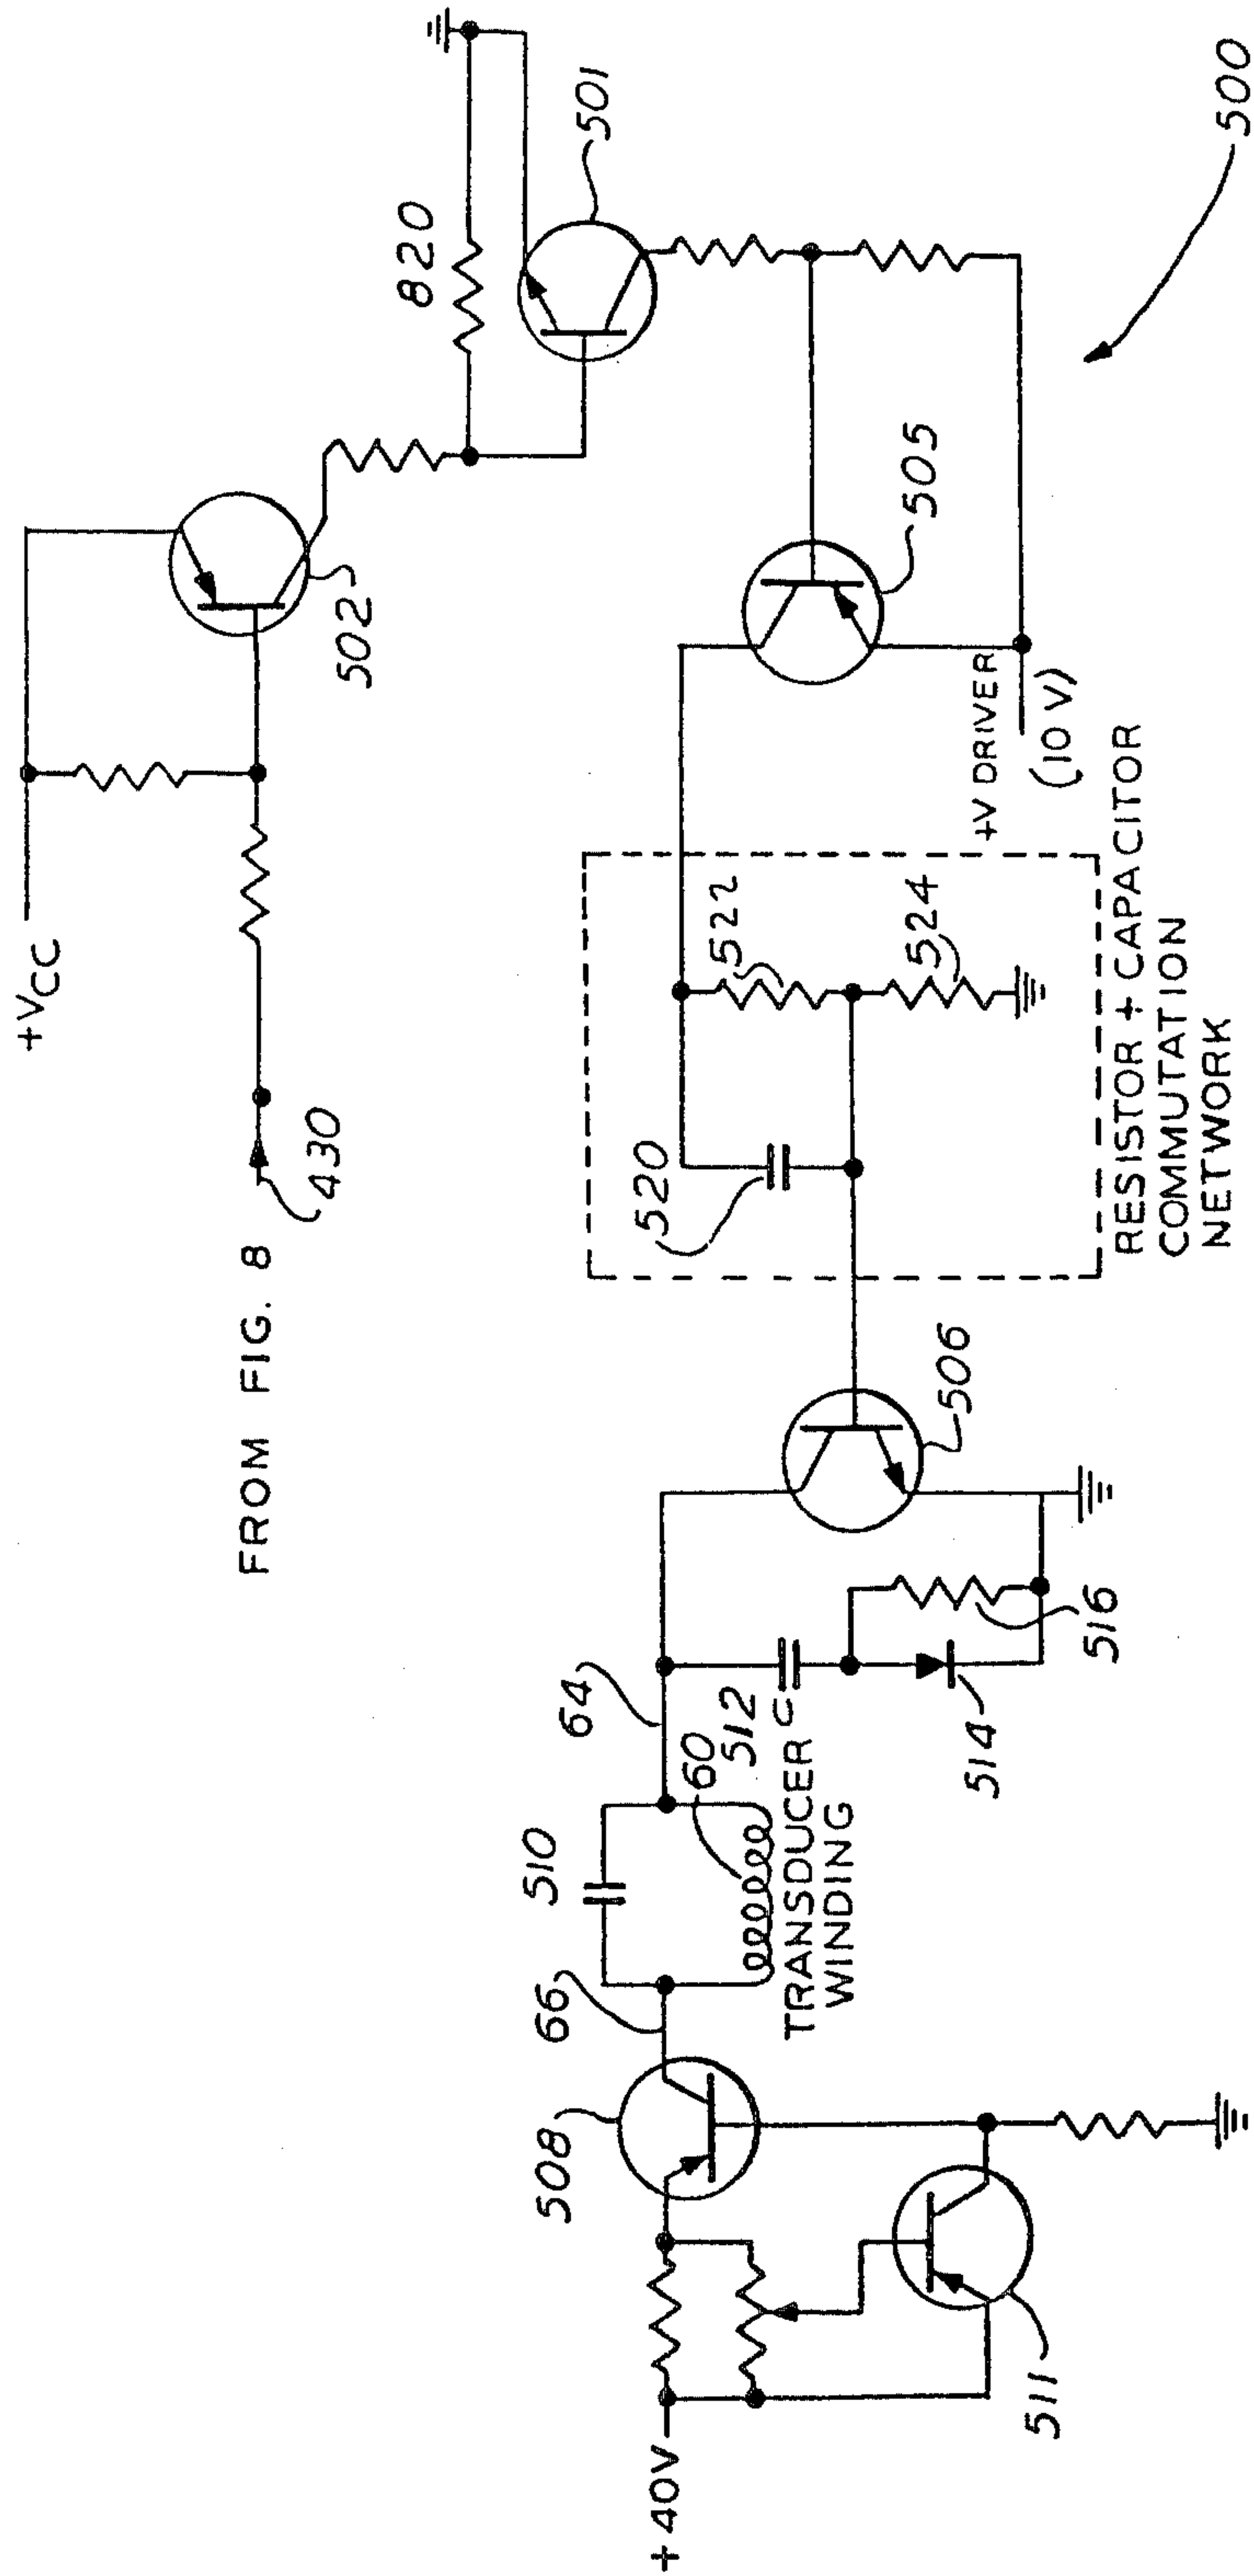 +VCC
FROM FIG. 8
430
502
820
501
500
505
+V DRIVER
(10 V)
522
524
520
RESISTOR + CAPACITOR
COMMUTATION
NETWORK
506
64
510
60
512
C
TRANSDUCER
WINDING
514
516
66
508
511
+40V